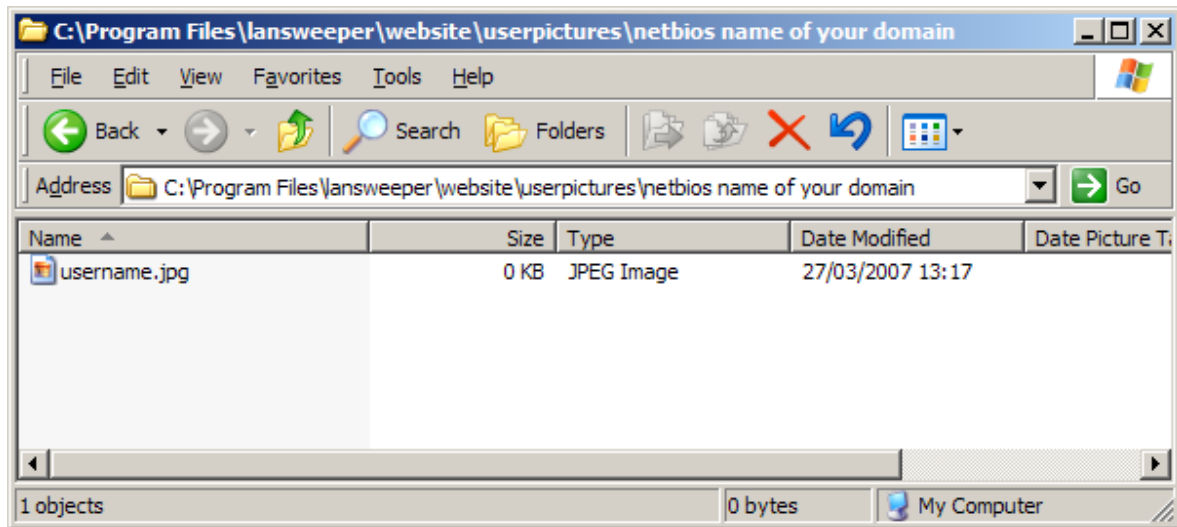 C:\Program Files\lansweeper\website\userpictures\netbios name of your domain
File Edit View Favorites Tools Help
Back Search Folders
Address C:\Program Files\lansweeper\website\userpictures\netbios name of your domain Go
Name Size Type Date Modified Date Picture Ta
username.jpg 0 KB JPEG Image 27/03/2007 13:17
1 objects 0 bytes My Computer